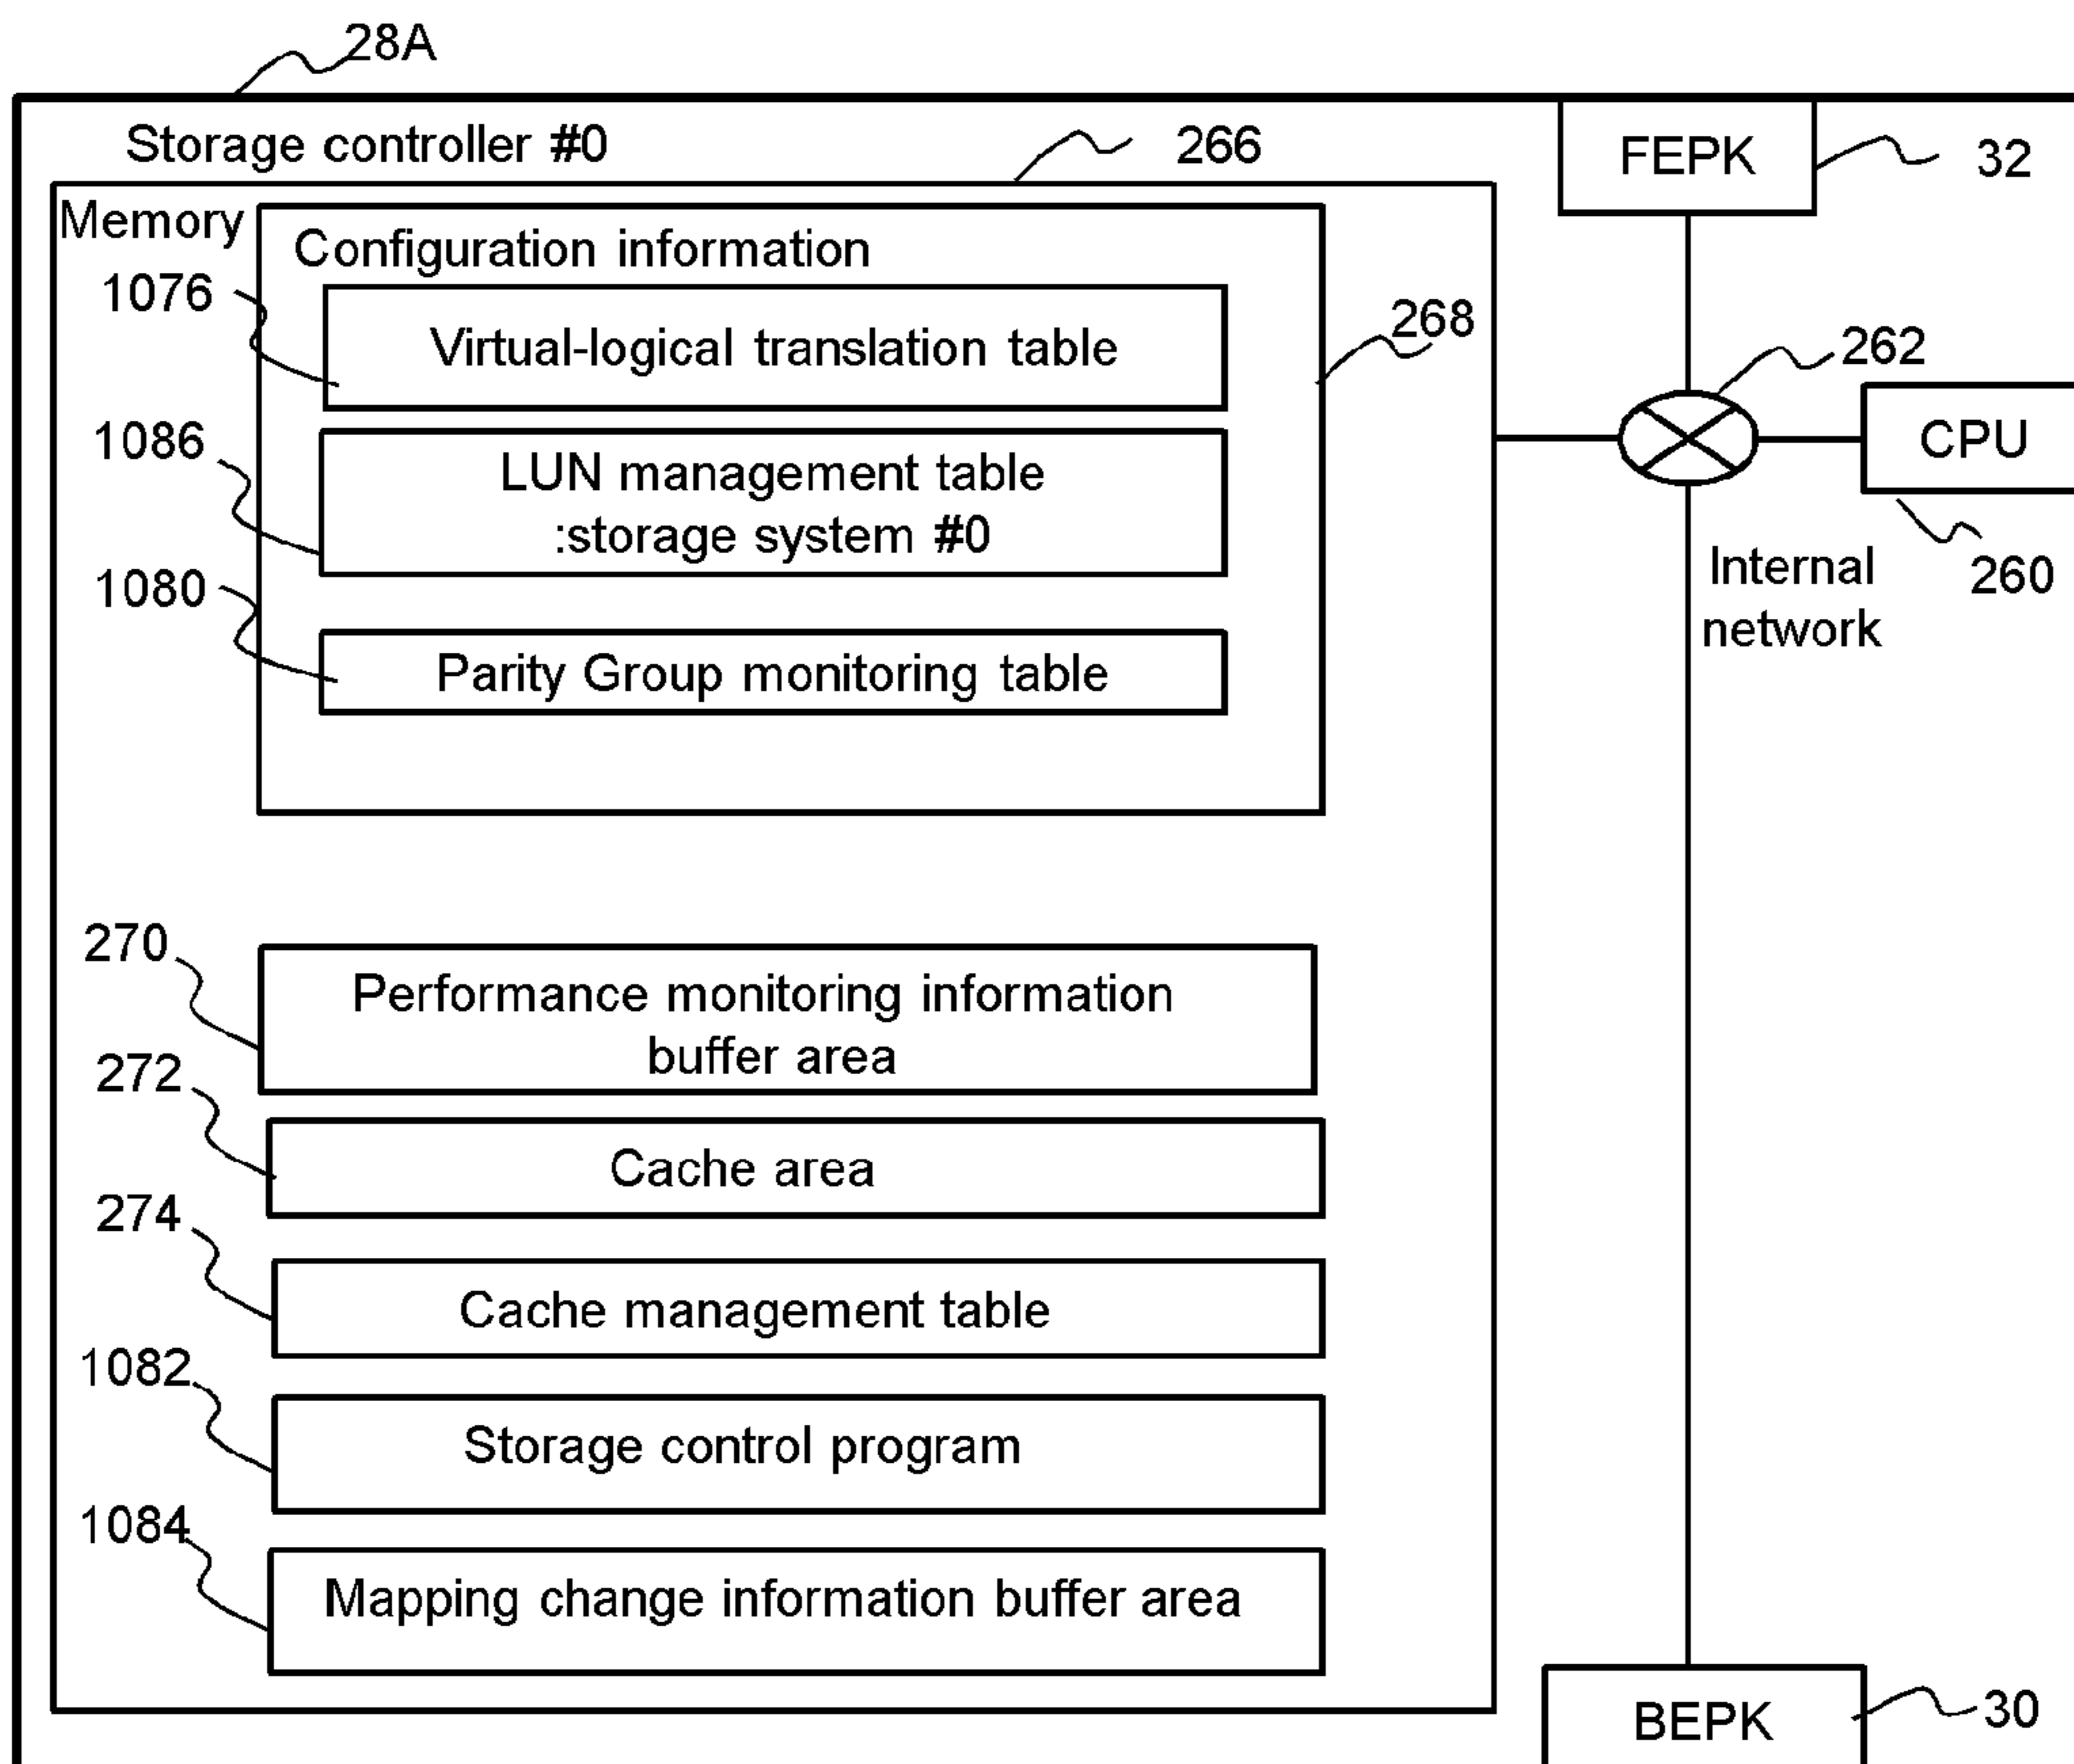 28A
Storage controller #0
266
FEPK
32
Memory
Configuration information
1076
Virtual-logical translation table
268
262
1086
LUN management table
:storage system #0
CPU
Internal
network
260
1080
Parity Group monitoring table
270
Performance monitoring information
buffer area
272
Cache area
274
Cache management table
1082
Storage control program
1084
Mapping change information buffer area
BEPK
30